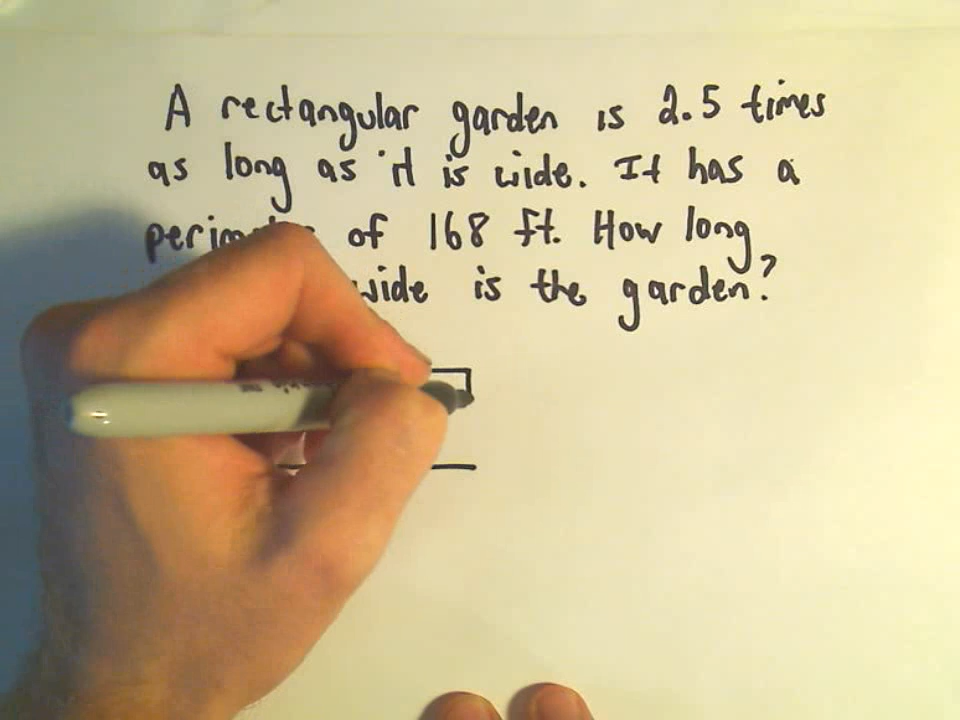 A rectangular garden is 2.5 times
as long as it is wide. It has a
of 168 ft. How long
wide is the garden?